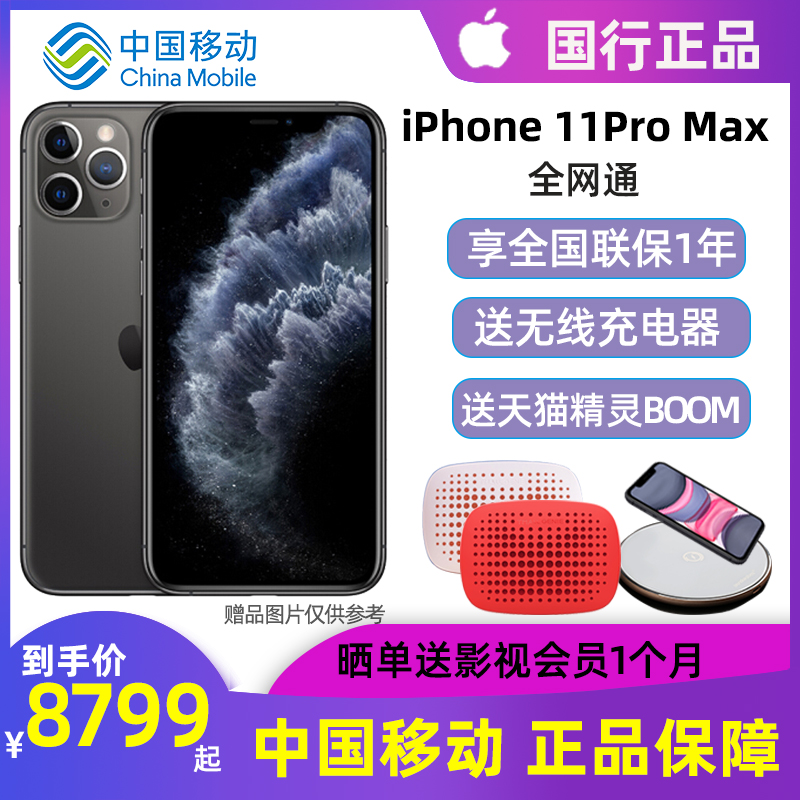 中国移动
China Mobile
国行正品
iPhone 11Pro Max
全网通
享全国联保1年
送无线充电器
送天猫精灵BOOM
赠品图片仅供参考
到手价
¥8799起
晒单送影视会员1个月
中国移动 正品保障